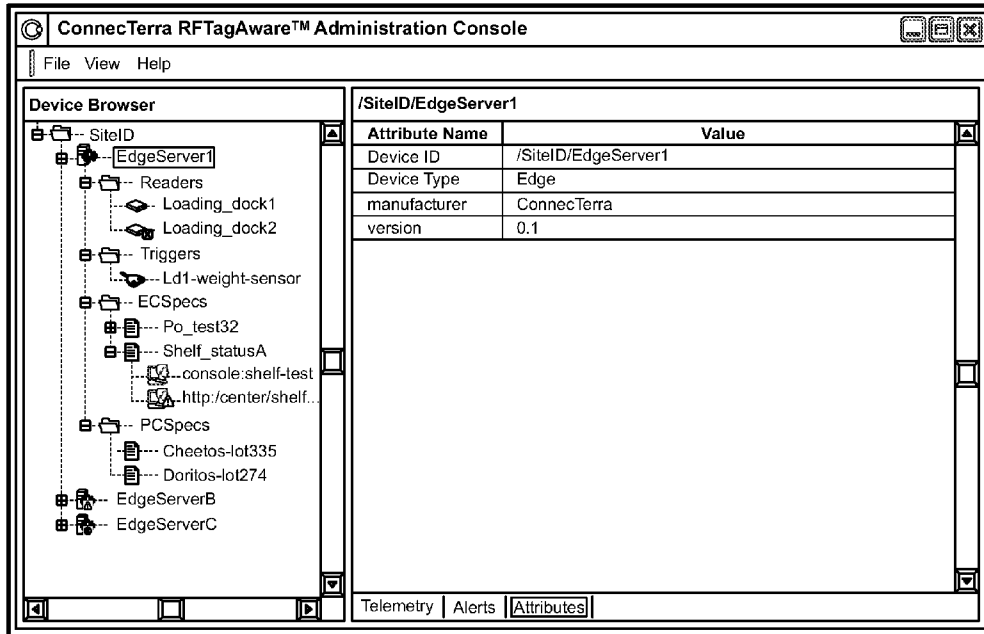 ConnecTerra RFTagAware™ Administration Console
File View Help
Device Browser
SiteID
EdgeServer1
Readers
Loading_dock1
Loading_dock2
Triggers
Ld1-weight-sensor
ECSpecs
Po_test32
Shelf_statusA
console:shelf-test
http:/center/shelf...
PCSpecs
Cheetos-lot335
Doritos-lot274
EdgeServerB
EdgeServerC
/SiteID/EdgeServer1
Attribute Name Value
Device ID /SiteID/EdgeServer1
Device Type Edge
manufacturer ConnecTerra
version 0.1
Telemetry Alerts Attributes